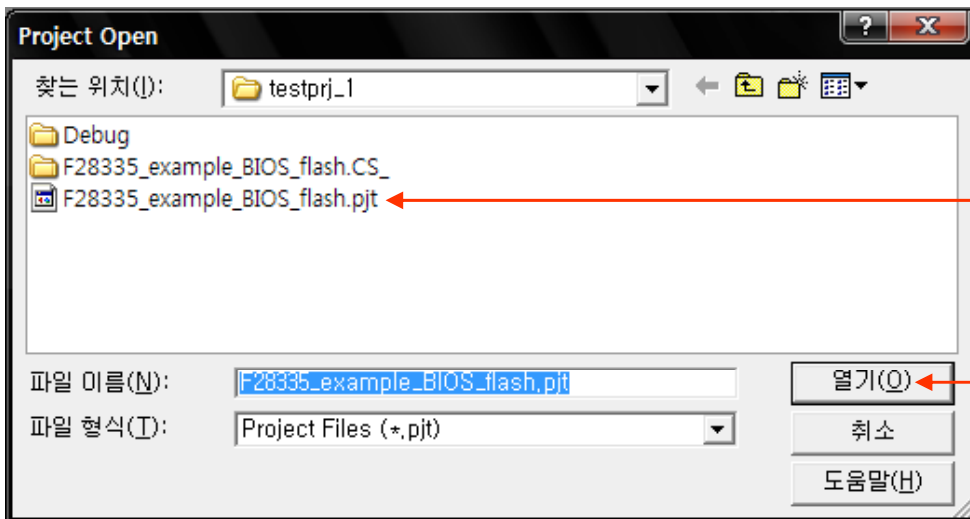 Project Open
찾는 위치(I): testprj_1
Debug
F28335_example_BIOS_flash.CS_
F28335_example_BIOS_flash.pjt
파일 이름(N): F28335_example_BIOS_flash.pjt 열기(O)
파일 형식(T): Project Files (*.pjt) 취소
도움말(H)